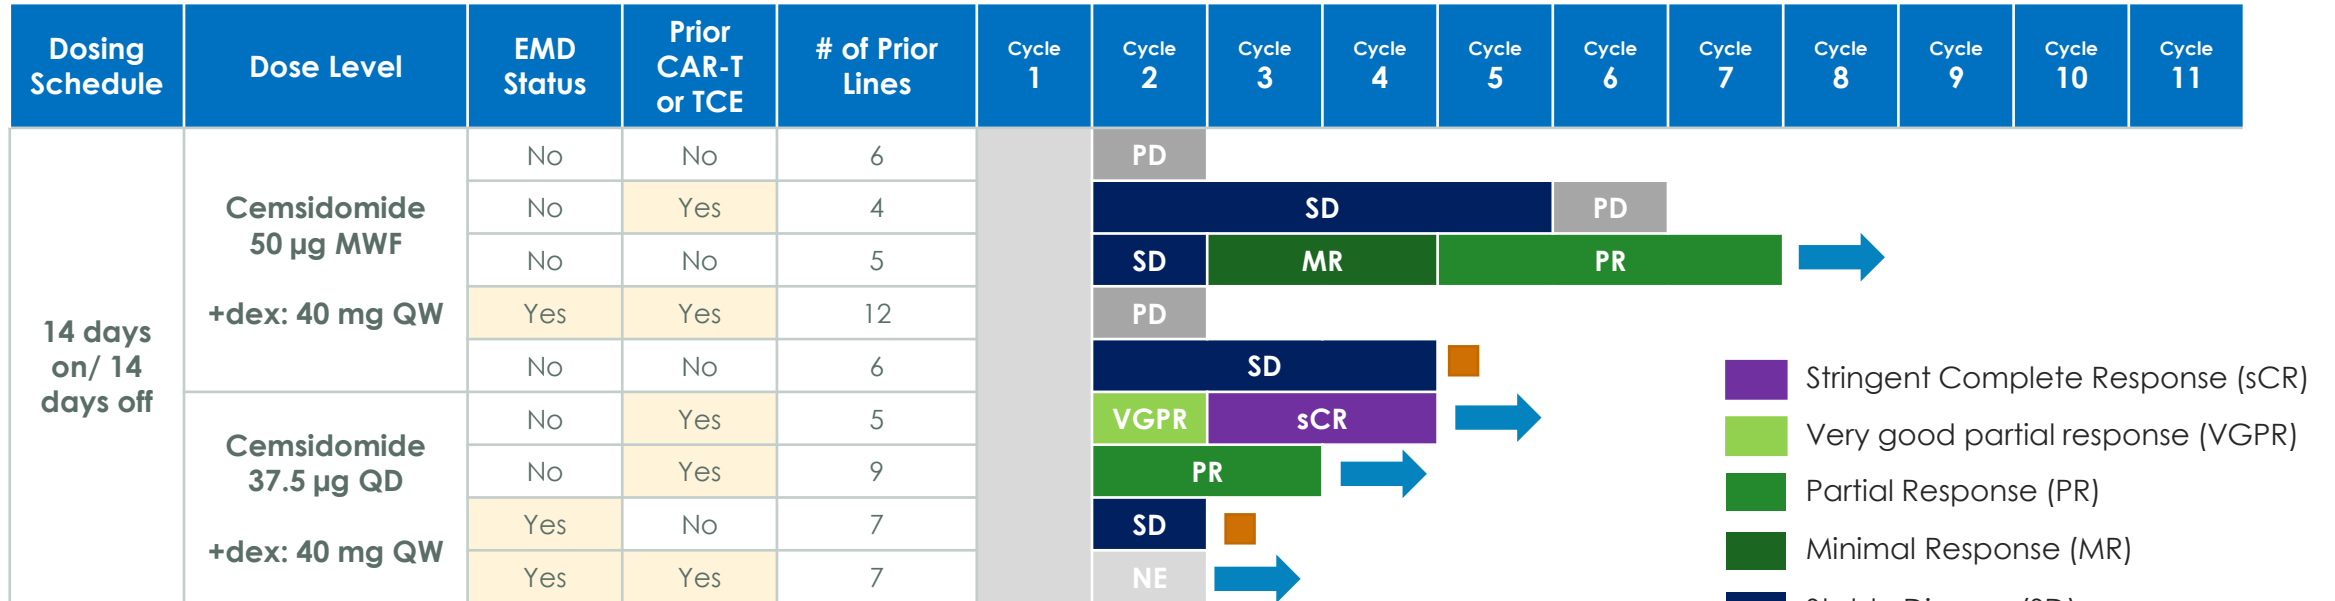 Dosing Schedule Dose Level EMD Status Prior CAR-T or TCE # of Prior Lines Cycle 1 Cycle 2 Cycle 3 Cycle 4 Cycle 5 Cycle 6 Cycle 7 Cycle 8 Cycle 9 Cycle 10 Cycle 11
14 days on/ 14 days off
Cemsidomide
50 µg MWF
+dex: 40 mg QW
No No 6 PD
No Yes 4 SD PD
No No 5 SD MR PR
Yes Yes 12 PD
No No 6 SD
Cemsidomide
37.5 µg QD
+dex: 40 mg QW
No Yes 5 VGPR sCR
No Yes 9 PR
Yes No 7 SD
Yes Yes 7 NE
Stringent Complete Response (sCR)
Very good partial response (VGPR)
Partial Response (PR)
Minimal Response (MR)